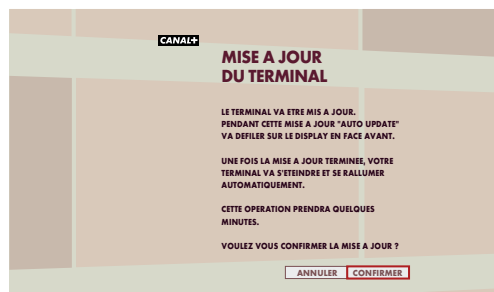 CANAL+
MISE A JOUR
DU TERMINAL
LE TERMINAL VA ETRE MIS A JOUR.
PENDANT CETTE MISE A JOUR "AUTO UPDATE"
VA DEFILER SUR LE DISPLAY EN FACE AVANT.
UNE FOIS LA MISE A JOUR TERMINEE, VOTRE
TERMINAL VA S'ETEINDRE ET SE RALLUMER
AUTOMATIQUEMENT.
CETTE OPERATION PRENDRA QUELQUES
MINUTES.
VOULEZ VOUS CONFIRMER LA MISE A JOUR ?
ANNULER CONFIRMER